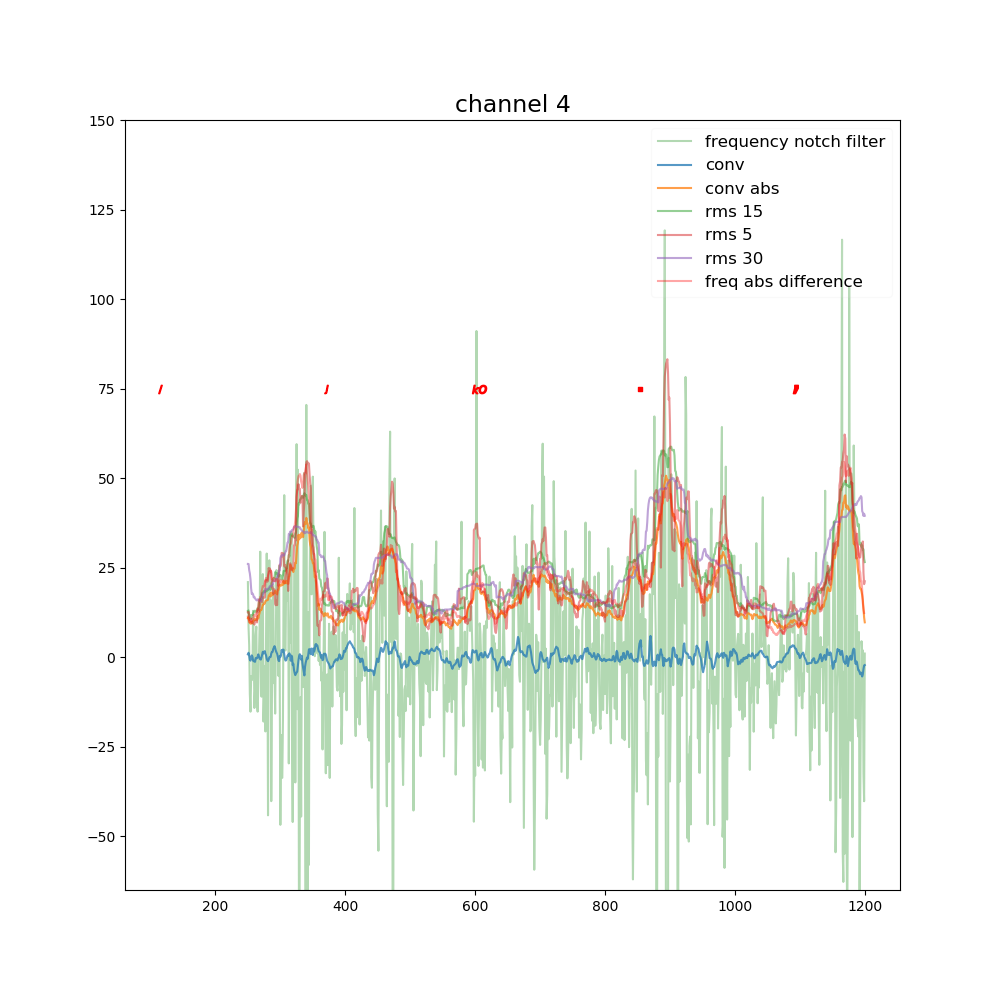 channel 4
150
125
100
75
50
25
0
−25
−50
frequency notch filter
conv
conv abs
rms 15
rms 5
rms 30
freq abs difference
200
400
600
800
1000
1200